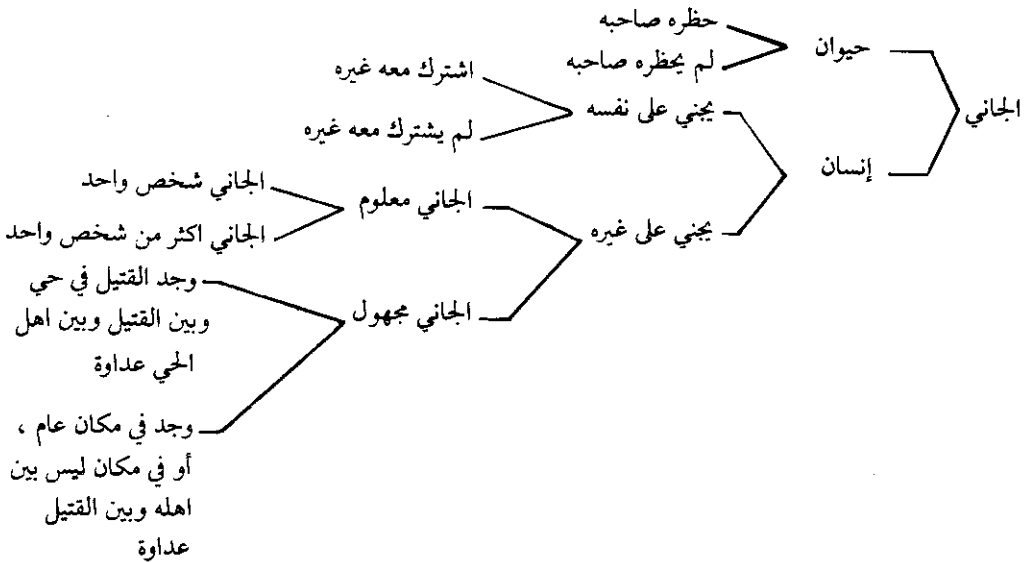 الجاني
حيوان
حظره صاحبه
لم يحظره صاحبه
إنسان
يجني على نفسه
اشترك معه غيره
لم يشترك معه غيره
يجني على غيره
الجاني معلوم
الجاني شخص واحد
الجاني اكثر من شخص واحد
الجاني مجهول
وجد القتيل في حي
وبين القتيل وبين اهل
الحي عداوة
وجد في مكان عام ،
أو في مكان ليس بين
اهله وبين القتيل
عداوة